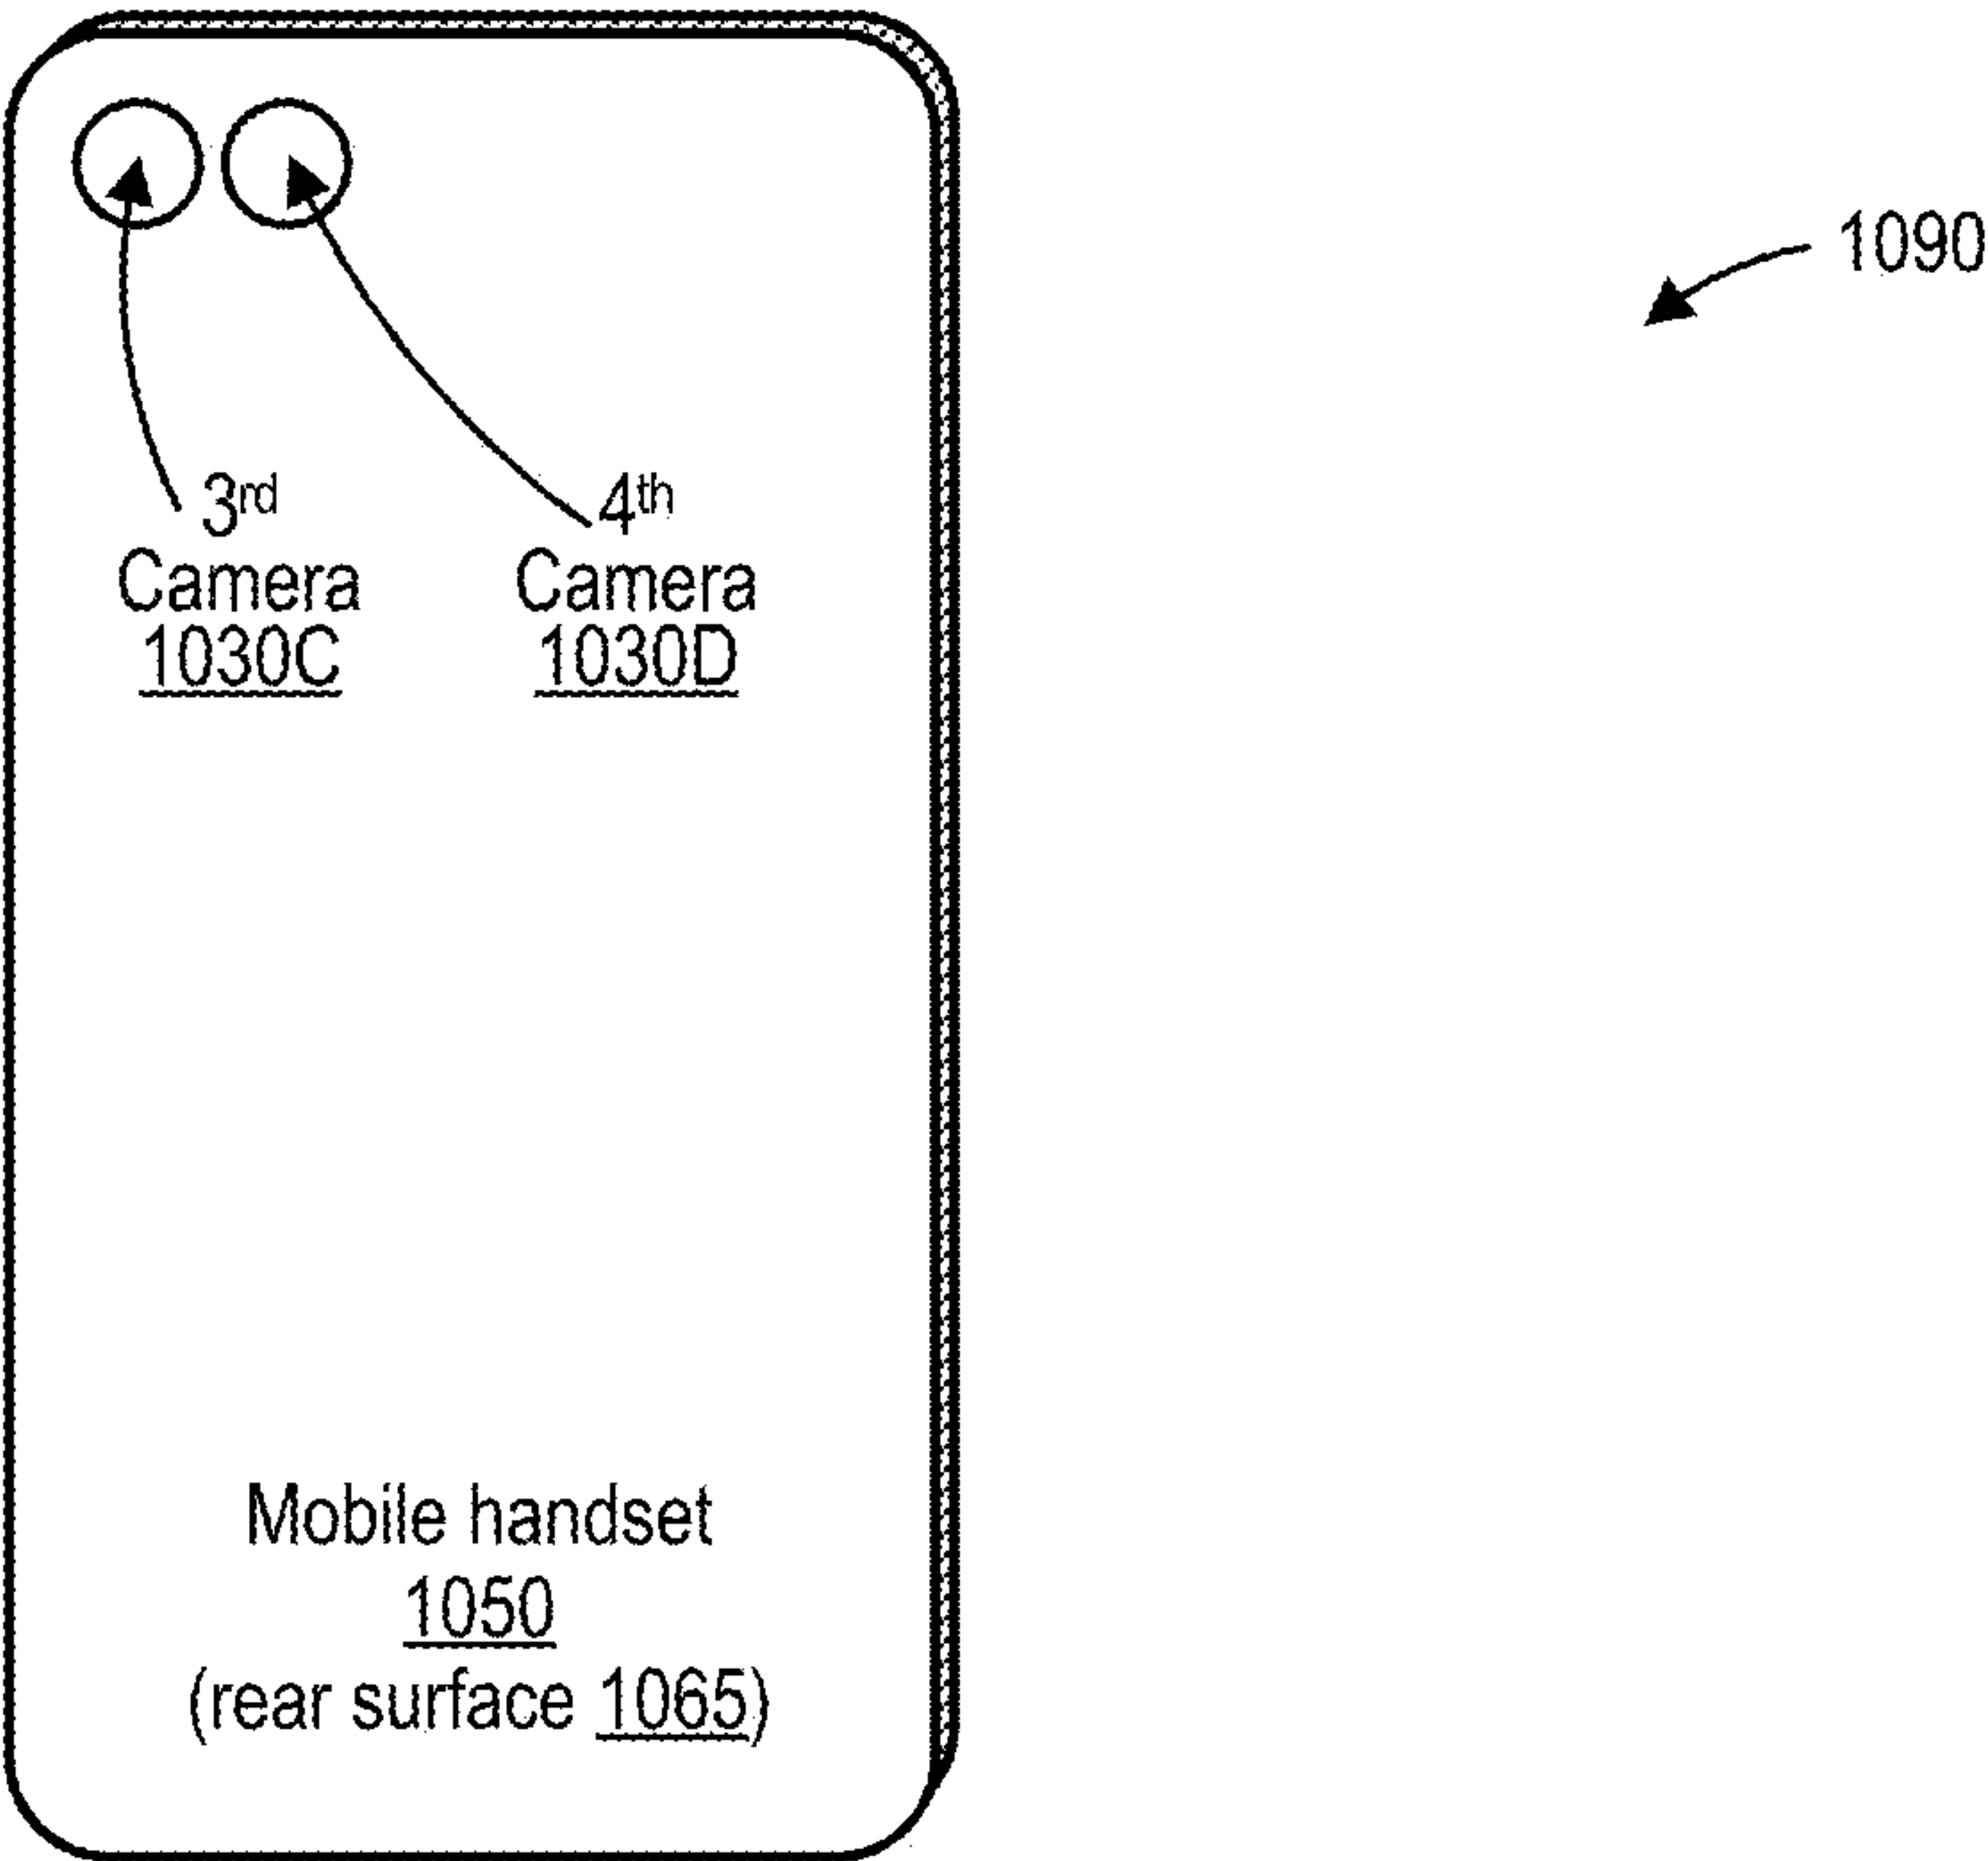 1090
3rd
Camera
1030C
4th
Camera
1030D
Mobile handset
1050
(rear surface 1065)